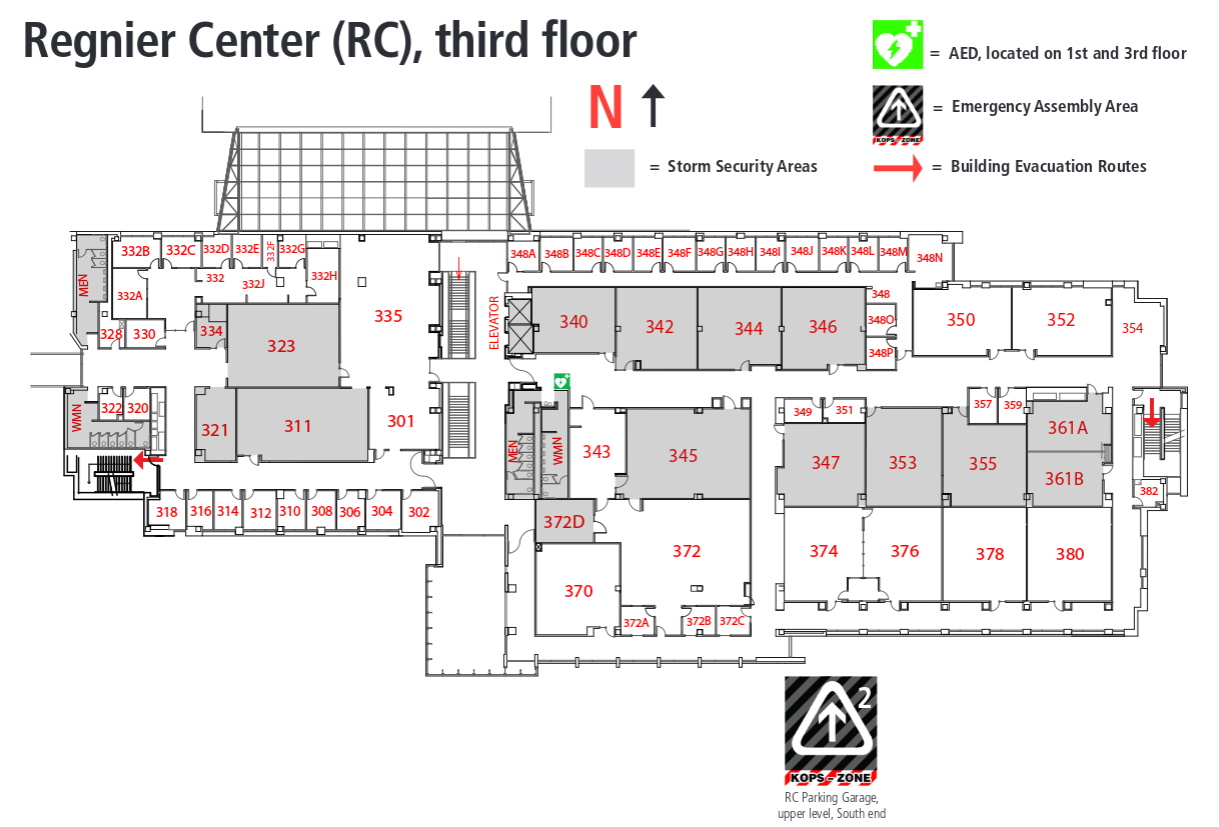 Regnier Center (RC), third floor
= AED, located on 1st and 3rd floor
N
= Emergency Assembly Area
KOPS - ZONE
= Storm Security Areas
= Building Evacuation Routes
MEN
332B
332C
332D
332E
332F
332G
332H
332A
332
332J
328
330
334
323
335
ELEVATOR
348A
348B
348C
348D
348E
348F
348G
348H
348I
348J
348K
348L
348M
348N
340
342
344
346
348
348O
348P
350
352
354
WMN
322
320
321
311
301
MEN
WMN
343
345
349
351
347
353
357
359
355
361A
361B
382
318
316
314
312
310
308
306
304
302
372D
372
370
372A
372B
372C
374
376
378
380
2
KOPS - ZONE
RC Parking Garage,
upper level, South end